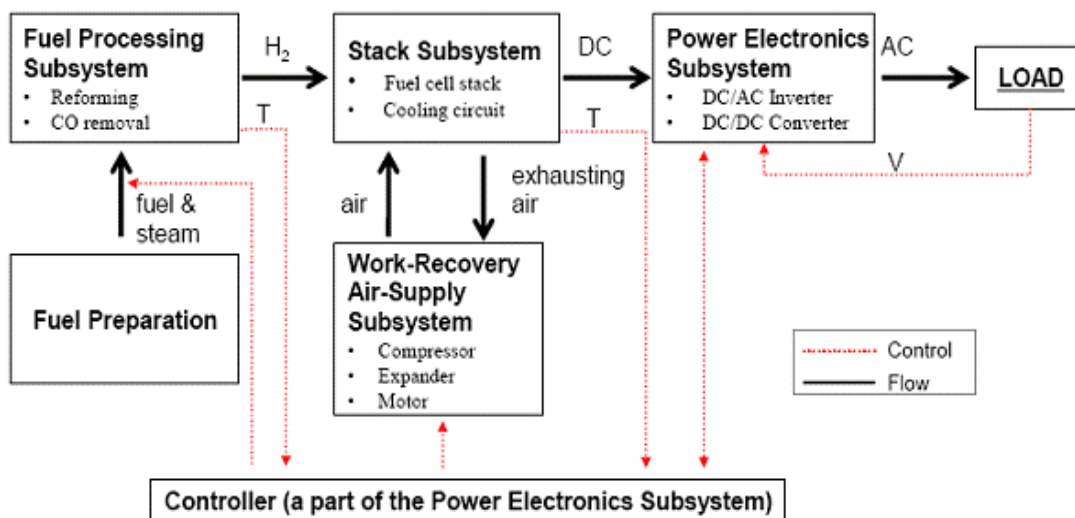 Fuel Processing
Subsystem
• Reforming
• CO removal
H₂
T
Stack Subsystem
• Fuel cell stack
• Cooling circuit
DC
T
Power Electronics
Subsystem
• DC/AC Inverter
• DC/DC Converter
AC
LOAD
V
fuel &
steam
air
exhausting
air
Fuel Preparation
Work-Recovery
Air-Supply
Subsystem
• Compressor
• Expander
• Motor
Control
Flow
Controller (a part of the Power Electronics Subsystem)